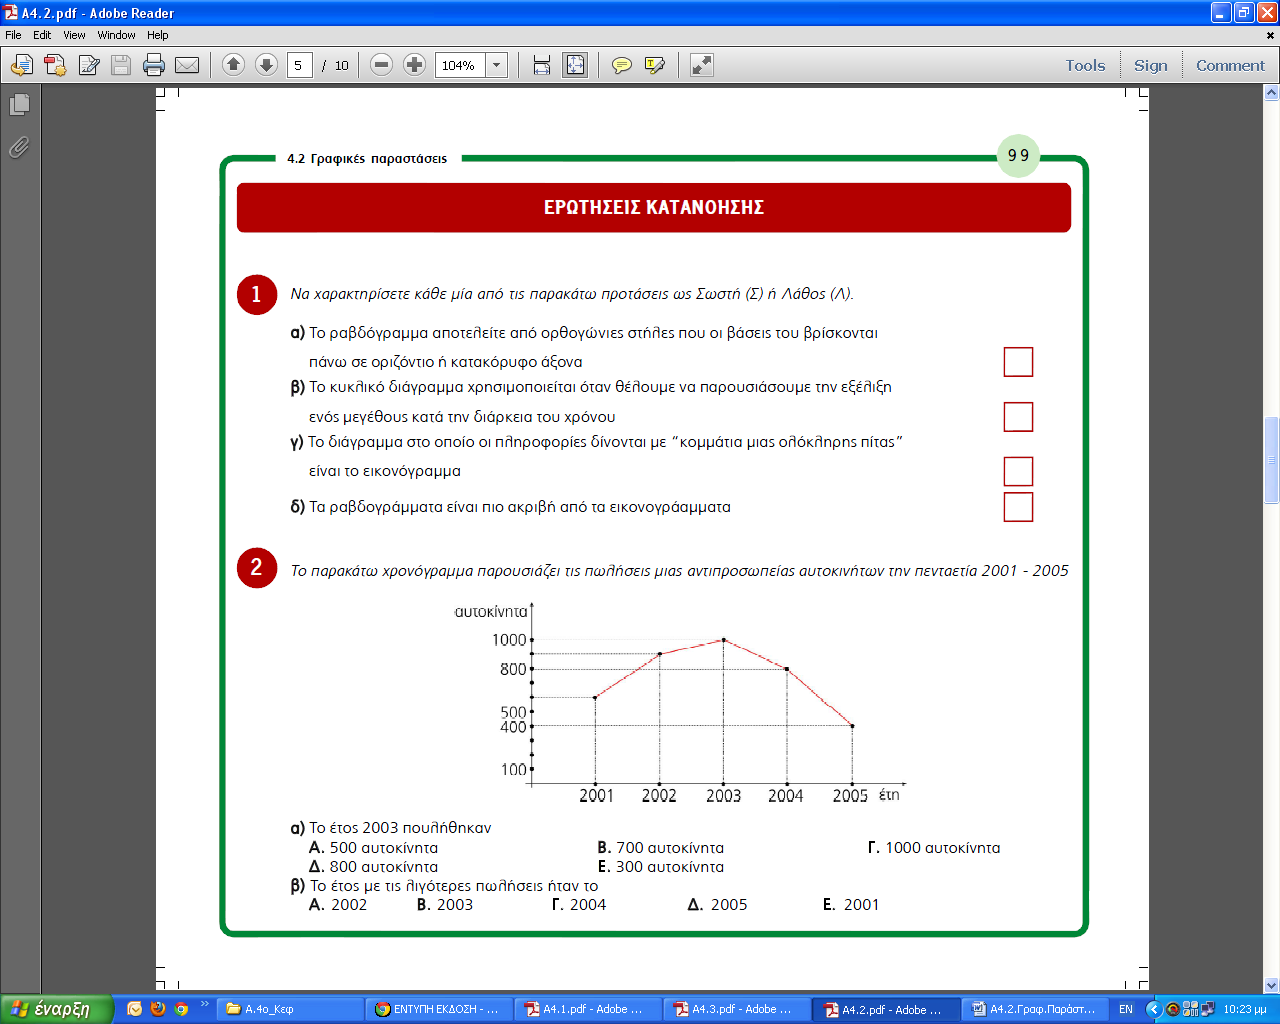 A4.2.pdf - Adobe Reader
File Edit View Window Help
5 / 10 104% Tools Sign Comment
4.2 Γραφικές παραστάσεις 99
ΕΡΩΤΗΣΕΙΣ ΚΑΤΑΝΟΗΣΗΣ
1 Να χαρακτηρίσετε κάθε μία από τις παρακάτω προτάσεις ως Σωστή (Σ) ή Λάθος (Λ).
α) Το ραβδόγραμμα αποτελείτε από ορθογώνιες στήλες που οι βάσεις του βρίσκονται
πάνω σε οριζόντιο ή κατακόρυφο άξονα
β) Το κυκλικό διάγραμμα χρησιμοποιείται όταν θέλουμε να παρουσιάσουμε την εξέλιξη
ενός μεγέθους κατά την διάρκεια του χρόνου
γ) Το διάγραμμα στο οποίο οι πληροφορίες δίνονται με “κομμάτια μιας ολόκληρης πίτας”
είναι το εικονόγραμμα
δ) Τα ραβδογράμματα είναι πιο ακριβή από τα εικονογράαμματα
2 Το παρακάτω χρονόγραμμα παρουσιάζει τις πωλήσεις μιας αντιπροσωπείας αυτοκινήτων την πενταετία 2001 - 2005
αυτοκίνητα
1000
800
500
400
100
2001 2002 2003 2004 2005 έτη
α) Το έτος 2003 πουλήθηκαν
Α. 500 αυτοκίνητα Β. 700 αυτοκίνητα Γ. 1000 αυτοκίνητα
Δ. 800 αυτοκίνητα Ε. 300 αυτοκίνητα
β) Το έτος με τις λιγότερες πωλήσεις ήταν το
Α. 2002 Β. 2003 Γ. 2004 Δ. 2005 Ε. 2001
έναρξη A.4ο_Κεφ ΕΝΤΥΠΗ ΕΚΔΟΣΗ - ... A4.1.pdf - Adobe ... A4.3.pdf - Adobe ... A4.2.pdf - Adobe ... A4.2.Γραφ.Παράστ... EN 10:23 μμ